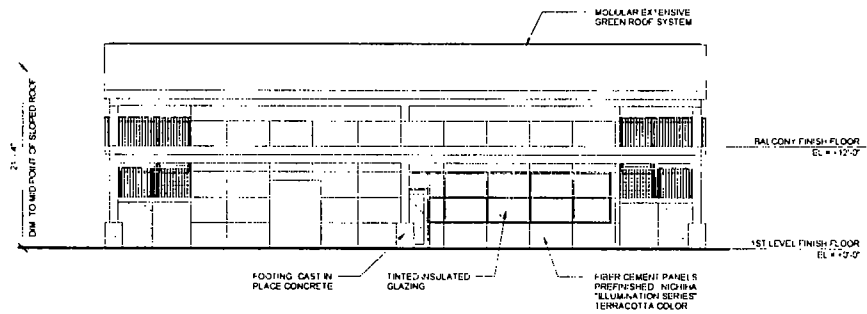 MOLULAR EXTENSIVE
GREEN ROOF SYSTEM
21'-4"
DIM TO MID POINT OF SLOPED ROOF
BALCONY FINISH FLOOR
EL = +12'-0"
1ST LEVEL FINISH FLOOR
EL = +0'-0"
FOOTING CAST IN
PLACE CONCRETE
TINTED INSULATED
GLAZING
FIBER CEMENT PANELS
PREFINISHED NICHIHA
"ILLUMINATION SERIES"
TERRACOTTA COLOR